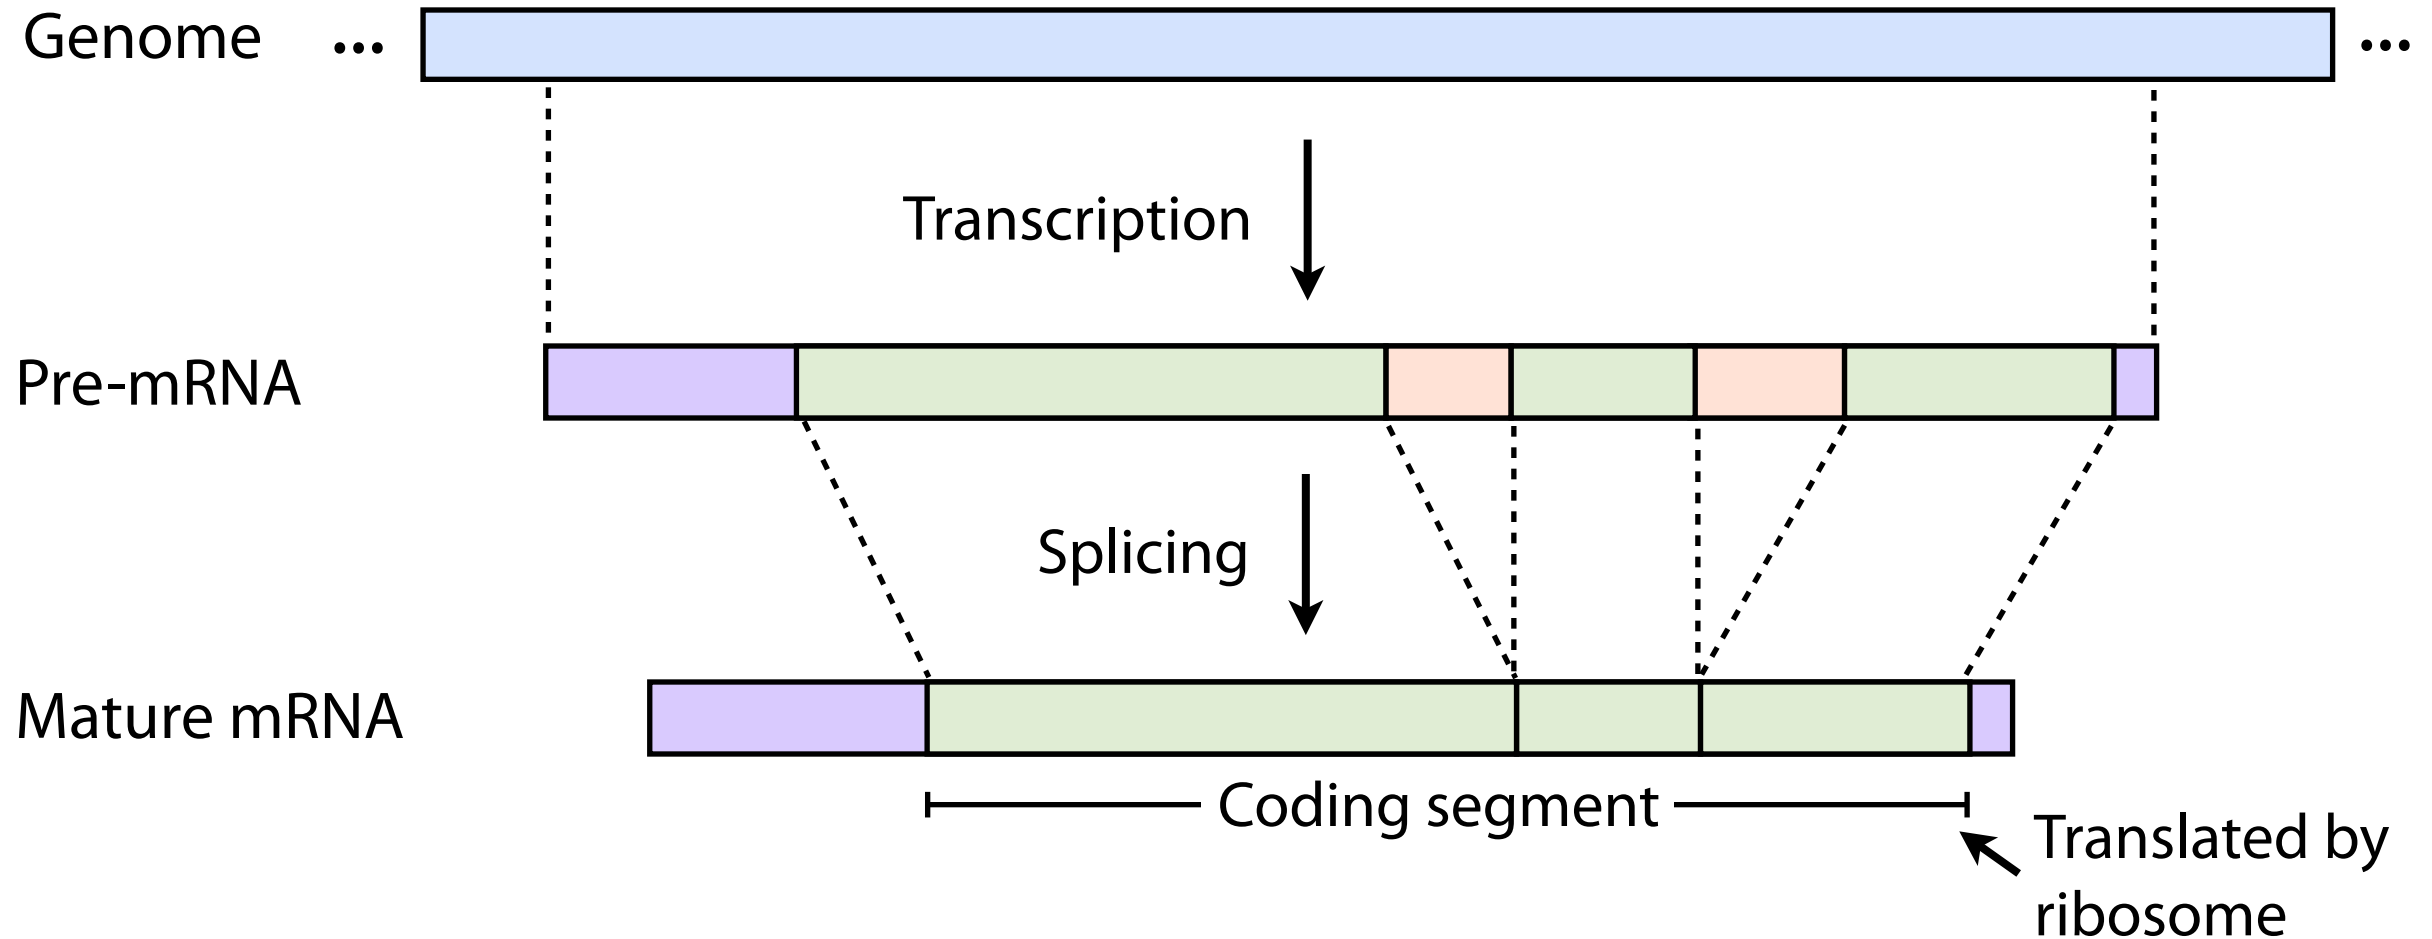 Genome ... ...
Transcription
Pre-mRNA
Splicing
Mature mRNA
Coding segment
Translated by
ribosome